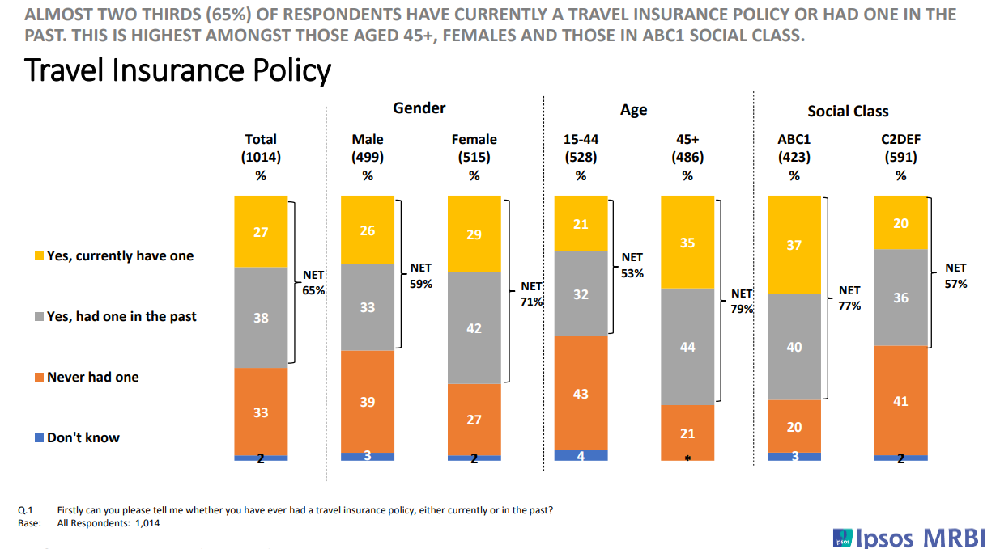 ALMOST TWO THIRDS (65%) OF RESPONDENTS HAVE CURRENTLY A TRAVEL INSURANCE POLICY OR HAD ONE IN THE
PAST. THIS IS HIGHEST AMONGST THOSE AGED 45+, FEMALES AND THOSE IN ABC1 SOCIAL CLASS.
Travel Insurance Policy
Gender
Age
Social Class
Total
(1014)
%
Male
(499)
%
Female
(515)
%
15-44
(528)
%
45+
(486)
%
ABC1
(423)
%
C2DEF
(591)
%
Yes, currently have one
Yes, had one in the past
Never had one
Don't know
27
38
33
2
NET
65%
26
33
39
3
NET
59%
29
42
27
2
NET
71%
21
32
43
4
NET
53%
35
44
21
*
NET
79%
37
40
20
3
NET
77%
20
36
41
2
NET
57%
Q.1 Firstly can you please tell me whether you have ever had a travel insurance policy, either currently or in the past?
Base: All Respondents: 1,014
Ipsos
Ipsos MRBI